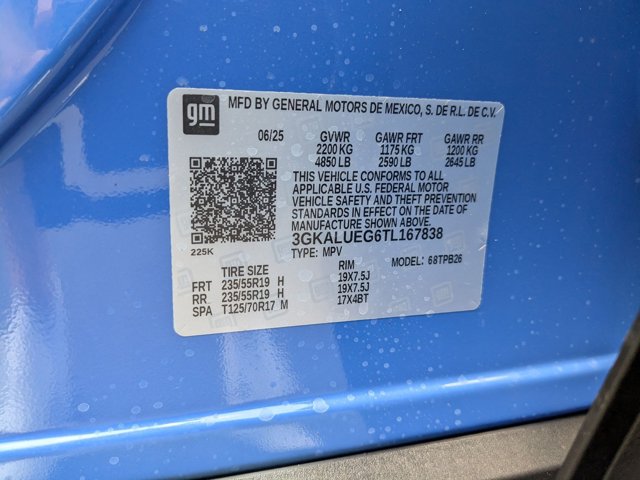 gm
MFD BY GENERAL MOTORS DE MEXICO, S. DE R.L. DE C.V.
06/25 GVWR GAWR FRT GAWR RR
2200 KG 1175 KG 1200 KG
4850 LB 2590 LB 2645 LB
THIS VEHICLE CONFORMS TO ALL
APPLICABLE U.S. FEDERAL MOTOR
VEHICLE SAFETY AND THEFT PREVENTION
STANDARDS IN EFFECT ON THE DATE OF
MANUFACTURE SHOWN ABOVE.
3GKALUEG6TL167838
225K TYPE: MPV MODEL: 68TPB26
TIRE SIZE RIM
FRT 235/55R19 H 19X7.5J
RR 235/55R19 H 19X7.5J
SPA T125/70R17 M 17X4BT